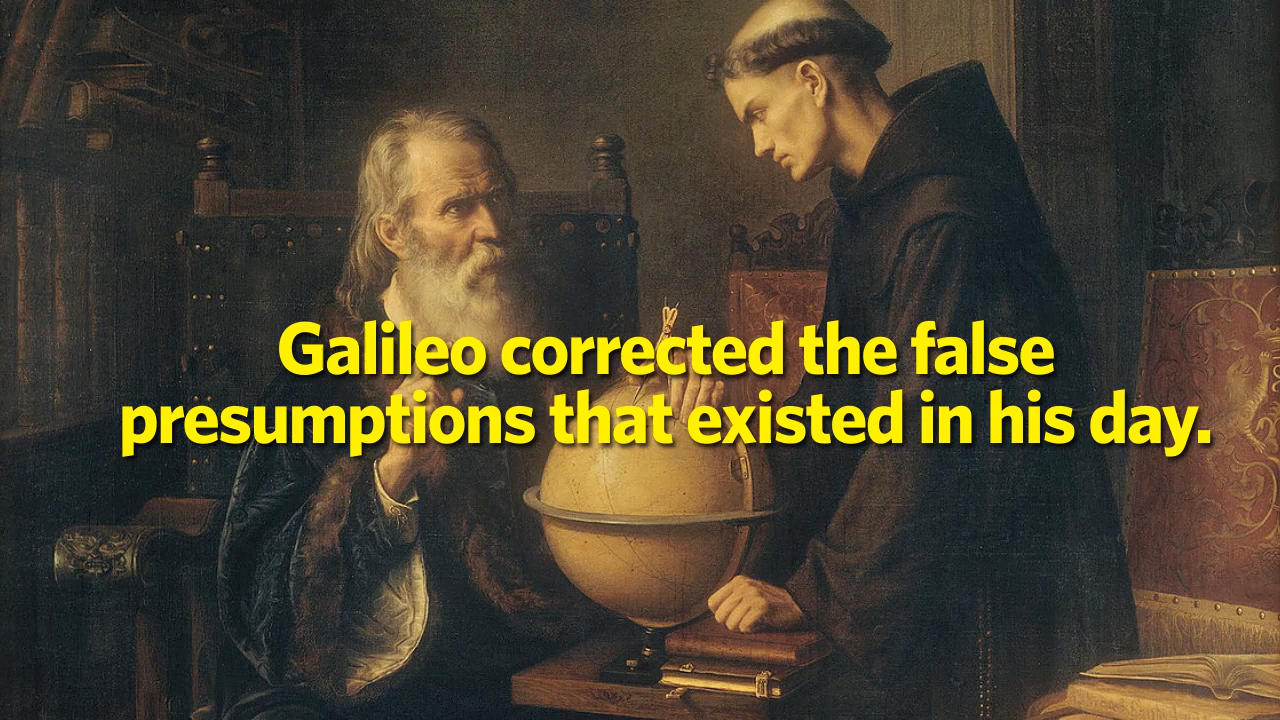 Galileo corrected the false
presumptions that existed in his day.